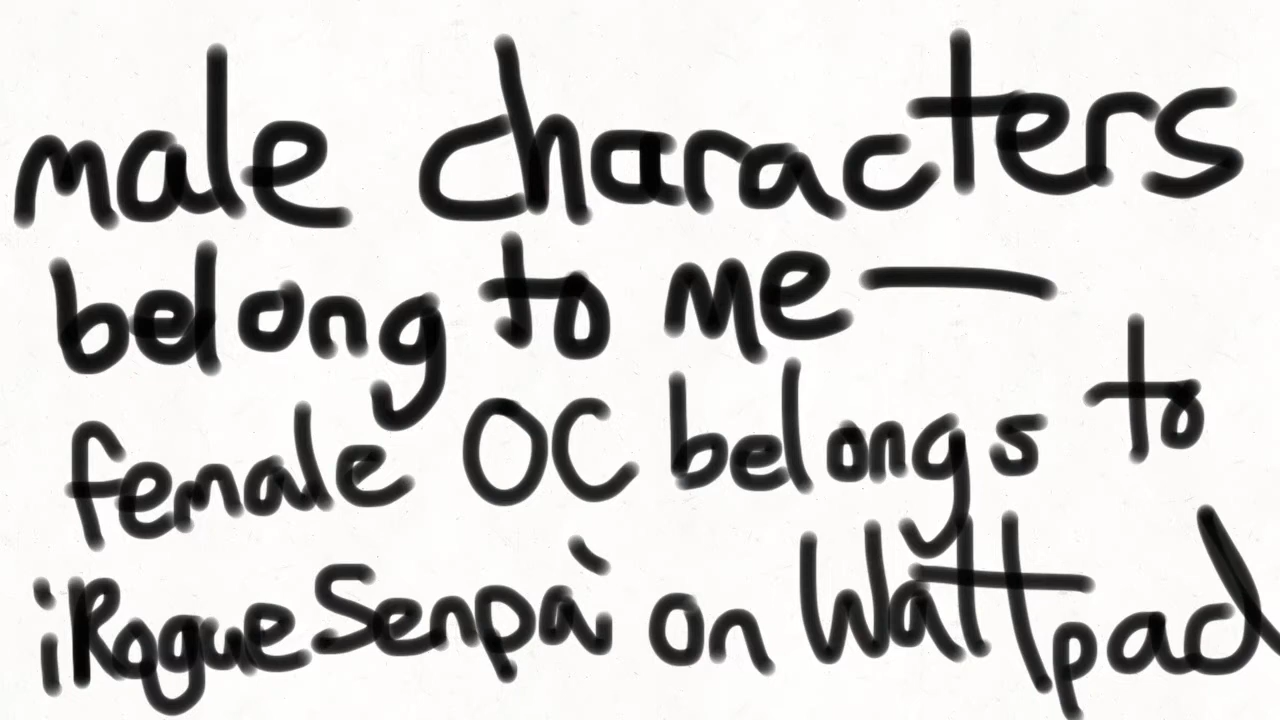 male characters
belong to me —
female OC belongs to
iRogueSenpai on Wattpad